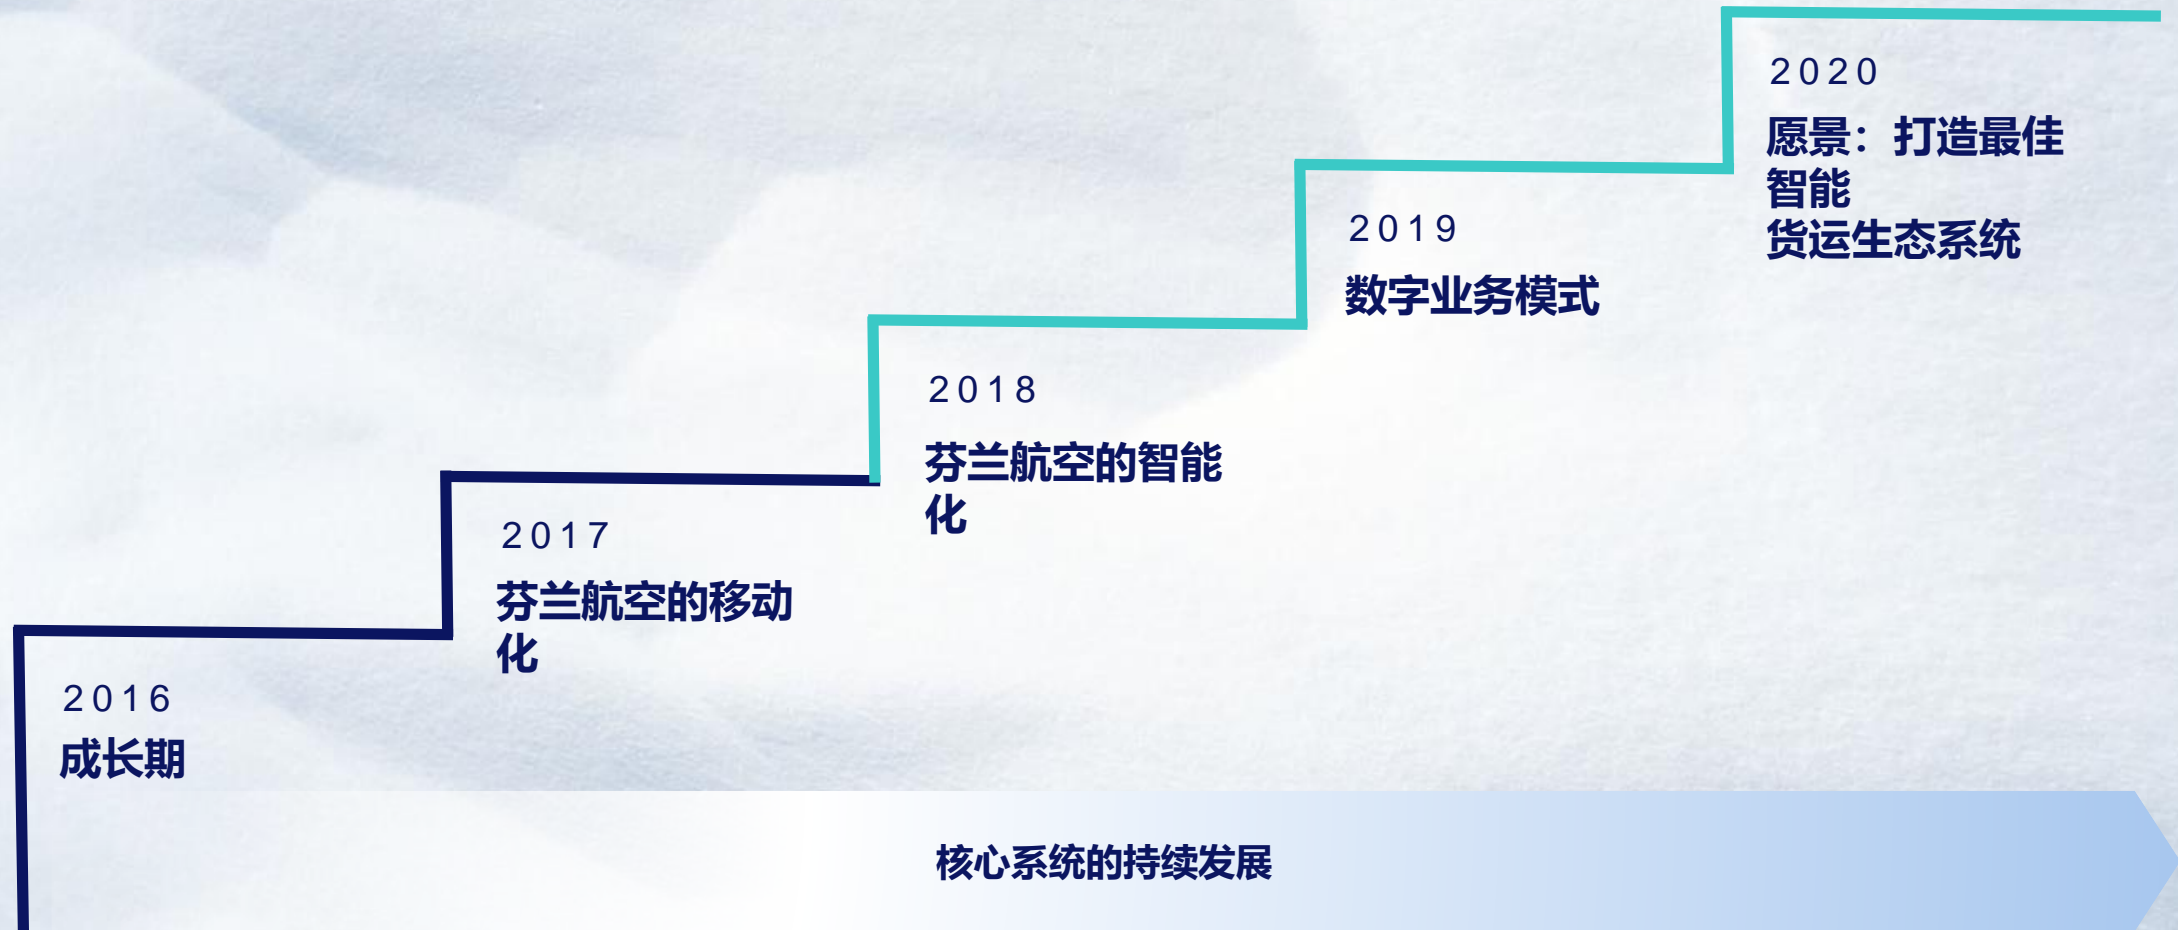 2020
愿景：打造最佳
智能
货运生态系统
2019
数字业务模式
2018
芬兰航空的智能
化
2017
芬兰航空的移动
化
2016
成长期
核心系统的持续发展